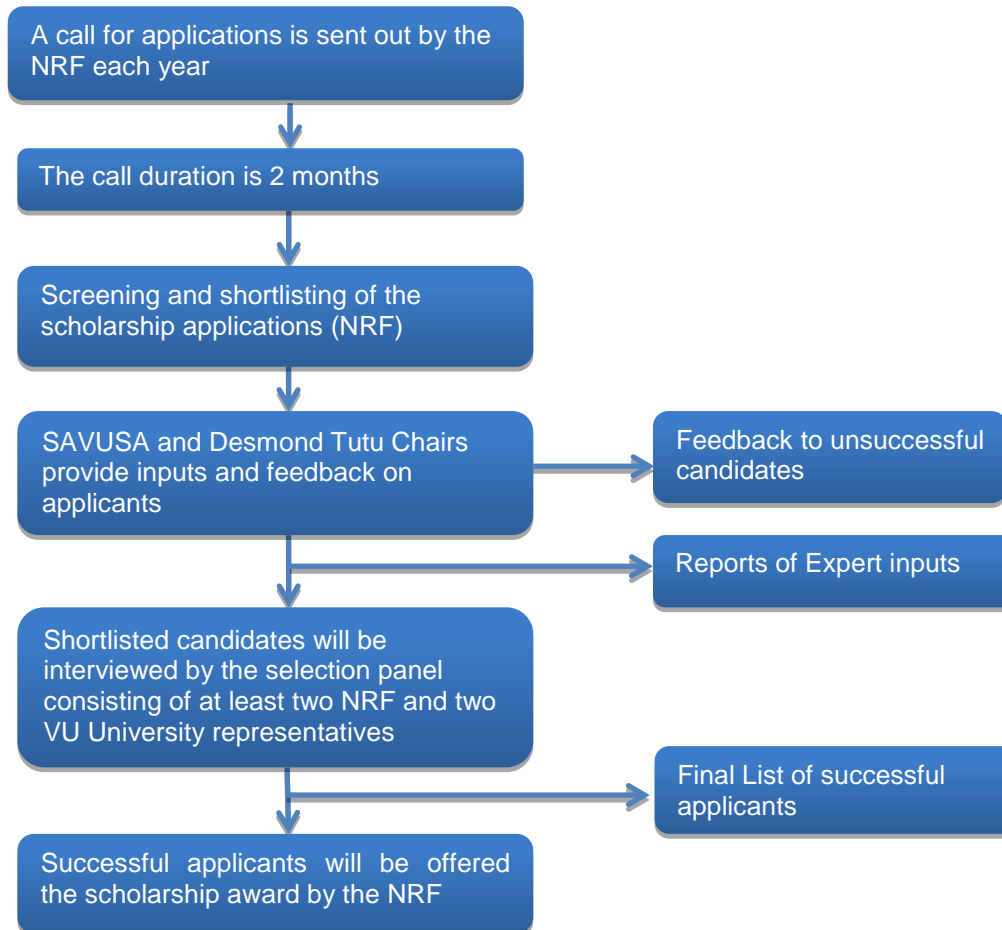 A call for applications is sent out by the
NRF each year
The call duration is 2 months
Screening and shortlisting of the
scholarship applications (NRF)
SAVUSA and Desmond Tutu Chairs
provide inputs and feedback on
applicants
Feedback to unsuccessful
candidates
Reports of Expert inputs
Shortlisted candidates will be
interviewed by the selection panel
consisting of at least two NRF and two
VU University representatives
Final List of successful
applicants
Successful applicants will be offered
the scholarship award by the NRF